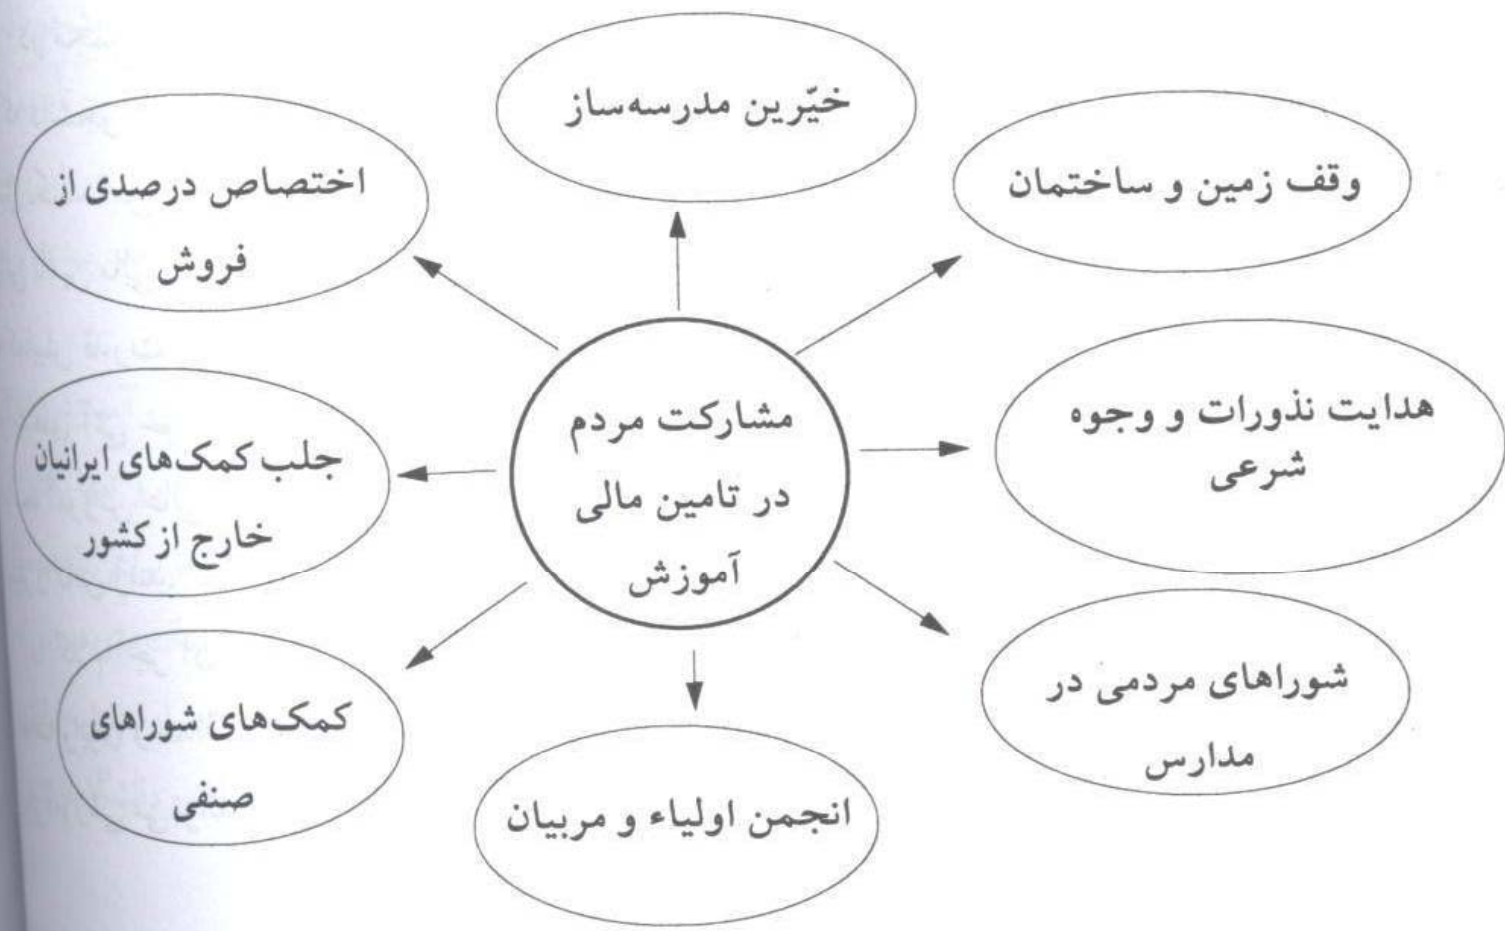 خیّرین مدرسه‌ساز
وقف زمین و ساختمان
اختصاص درصدی از
فروش
هدایت نذورات و وجوه
شرعی
مشارکت مردم
در تامین مالی
آموزش
جلب کمک‌های ایرانیان
خارج از کشور
شوراهای مردمی در
مدارس
کمک‌های شوراهای
صنفی
انجمن اولیاء و مربیان